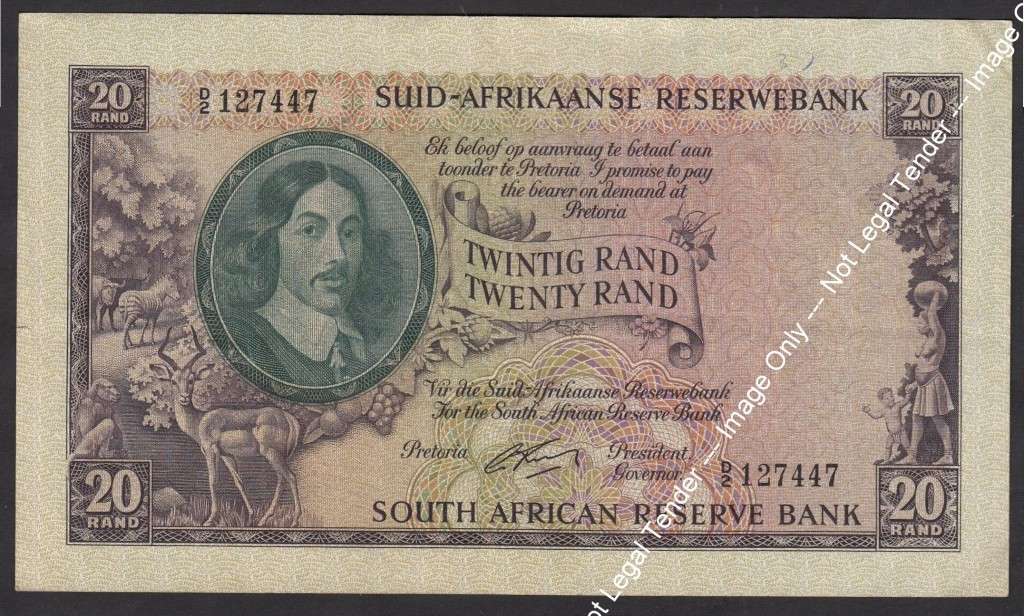 20 RAND
D/2 127447
SUID-AFRIKAANSE RESERWEBANK
20 RAND
Ek beloof op aanvraag te betaal aan
toonder te Pretoria I promise to pay
the bearer on demand at
Pretoria
TWINTIG RAND
TWENTY RAND
Vir die Suid-Afrikaanse Reserwebank
For the South African Reserve Bank
Pretoria
President
Governor
D/2 127447
20 RAND
SOUTH AFRICAN RESERVE BANK
20 RAND
Not Legal Tender --- Image Only --- Not Legal Tender --- Image O